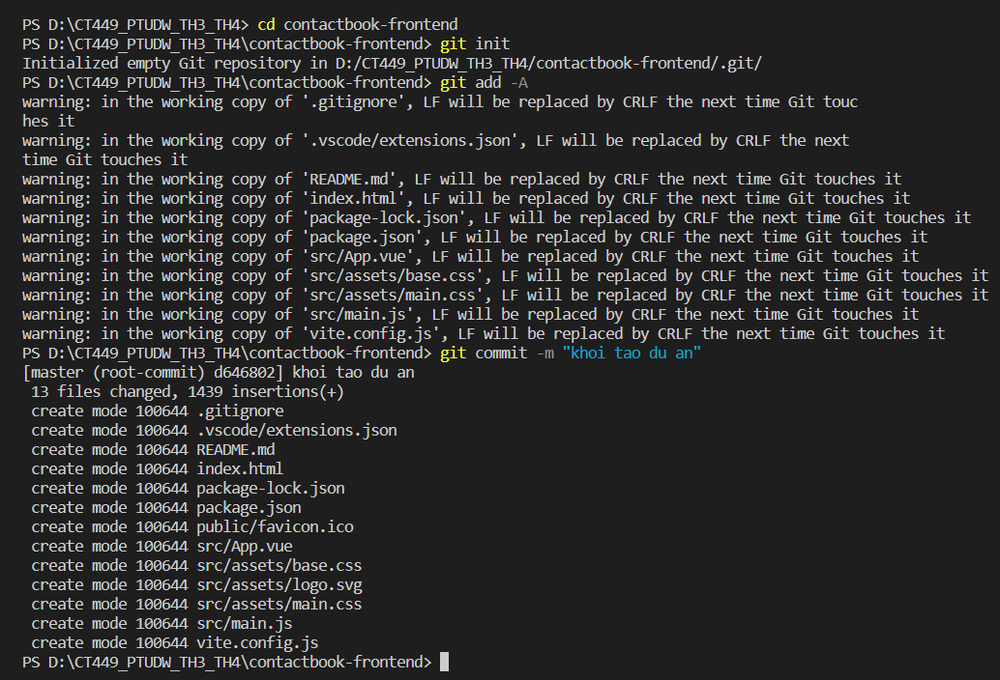 PS D:\CT449_PTUDW_TH3_TH4> cd contactbook-frontend
PS D:\CT449_PTUDW_TH3_TH4\contactbook-frontend> git init
Initialized empty Git repository in D:/CT449_PTUDW_TH3_TH4/contactbook-frontend/.git/
PS D:\CT449_PTUDW_TH3_TH4\contactbook-frontend> git add -A
warning: in the working copy of '.gitignore', LF will be replaced by CRLF the next time Git touc
hes it
warning: in the working copy of '.vscode/extensions.json', LF will be replaced by CRLF the next
time Git touches it
warning: in the working copy of 'README.md', LF will be replaced by CRLF the next time Git touches it
warning: in the working copy of 'index.html', LF will be replaced by CRLF the next time Git touches it
warning: in the working copy of 'package-lock.json', LF will be replaced by CRLF the next time Git touches it
warning: in the working copy of 'package.json', LF will be replaced by CRLF the next time Git touches it
warning: in the working copy of 'src/App.vue', LF will be replaced by CRLF the next time Git touches it
warning: in the working copy of 'src/assets/base.css', LF will be replaced by CRLF the next time Git touches it
warning: in the working copy of 'src/assets/main.css', LF will be replaced by CRLF the next time Git touches it
warning: in the working copy of 'src/main.js', LF will be replaced by CRLF the next time Git touches it
warning: in the working copy of 'vite.config.js', LF will be replaced by CRLF the next time Git touches it
PS D:\CT449_PTUDW_TH3_TH4\contactbook-frontend> git commit -m "khoi tao du an"
[master (root-commit) d646802] khoi tao du an
 13 files changed, 1439 insertions(+)
 create mode 100644 .gitignore
 create mode 100644 .vscode/extensions.json
 create mode 100644 README.md
 create mode 100644 index.html
 create mode 100644 package-lock.json
 create mode 100644 package.json
 create mode 100644 public/favicon.ico
 create mode 100644 src/App.vue
 create mode 100644 src/assets/base.css
 create mode 100644 src/assets/logo.svg
 create mode 100644 src/assets/main.css
 create mode 100644 src/main.js
 create mode 100644 vite.config.js
PS D:\CT449_PTUDW_TH3_TH4\contactbook-frontend>